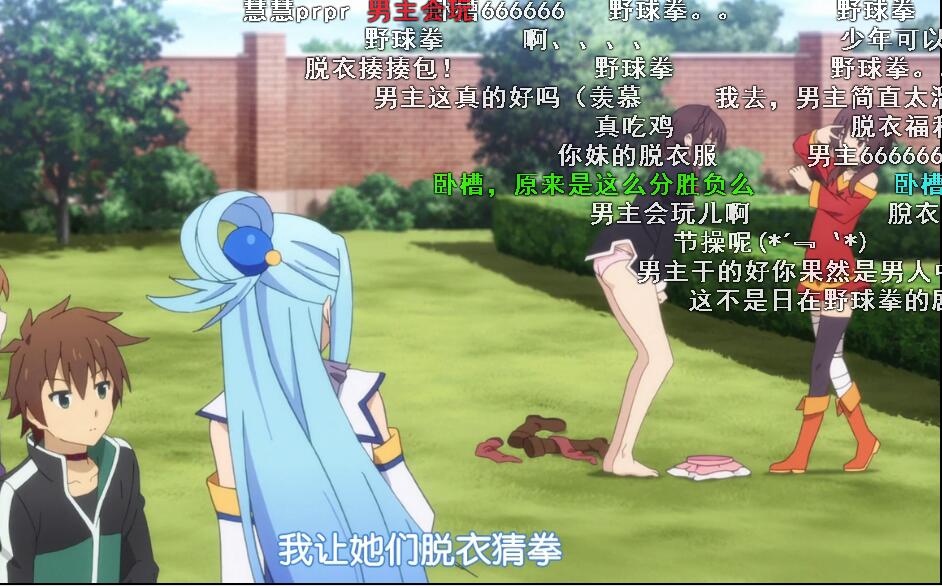 慧慧prpr 男主会玩 666666 野球拳。。 野球拳
野球拳 啊、、、、 少年可以
脱衣揍揍包！ 野球拳 野球拳。
男主这真的好吗（羡慕 我去，男主简直太
真吃鸡 脱衣福利
你妹的脱衣服 男主666666
卧槽，原来是这么分胜负么 卧槽
男主会玩儿啊 脱衣
节操呢(*´﹃｀*)
男主干的好你果然是男人中
这不是日在野球拳的剧
我让她们脱衣猜拳